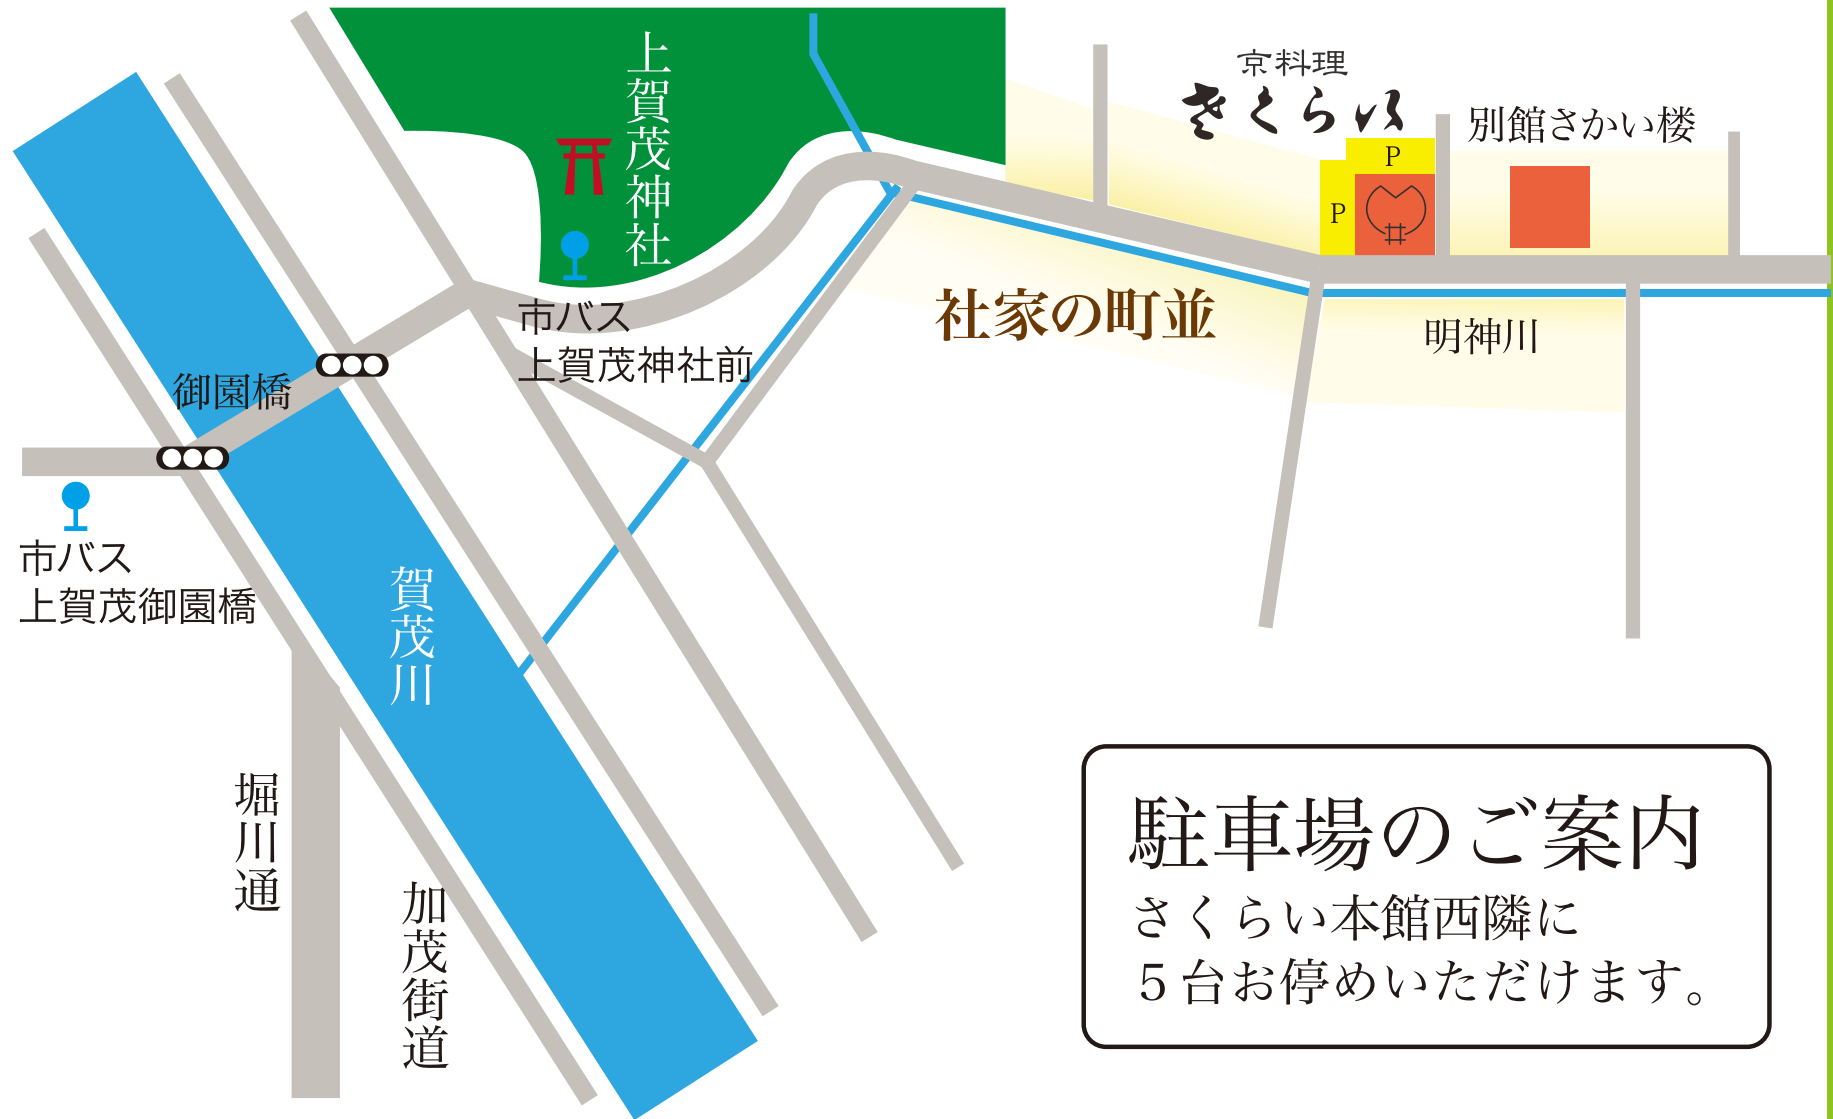 上賀茂神社
京料理
さくらい
別館さかい楼
P
P
社家の町並
明神川
市バス
上賀茂神社前
御園橋
市バス
上賀茂御園橋
賀茂川
堀川通
加茂街道
駐車場のご案内
さくらい本館西隣に
5台お停めいただけます。